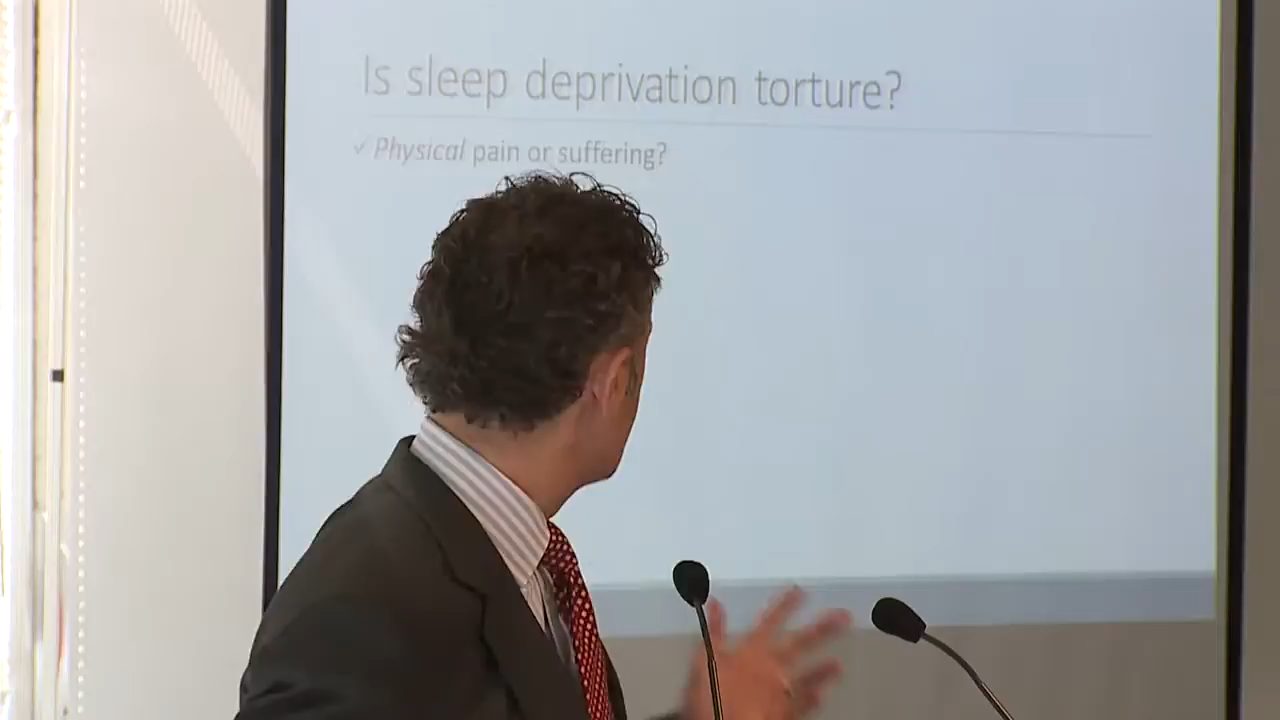 Is sleep deprivation torture?
✓ Physical pain or suffering?